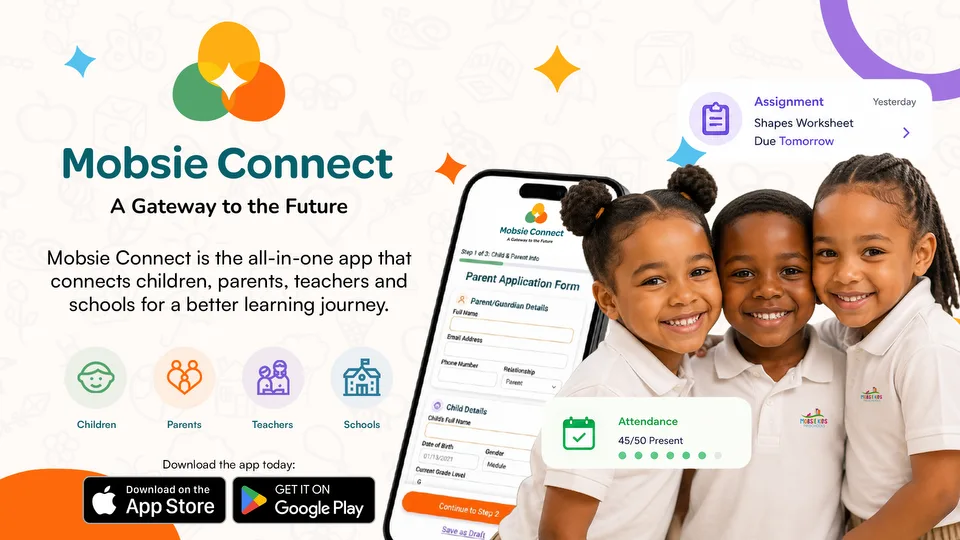 Mobsie Connect
A Gateway to the Future
Mobsie Connect is the all-in-one app that
connects children, parents, teachers and
schools for a better learning journey.
Children
Parents
Teachers
Schools
Download the app today:
Download on the
App Store
GET IT ON
Google Play
Mobsie Connect
A Gateway to the Future
Step 1 of 3: Child & Parent Info
Parent Application Form
Parent/Guardian Details
Full Name
Email Address
Phone Number
Relationship
Parent
Child Details
Child's Full Name
Date of Birth
Gender
01/15/2021
Module
Current Grade Level
G
Continue to Step 2
Save as Draft
Assignment
Yesterday
Shapes Worksheet
Due Tomorrow
Attendance
45/50 Present